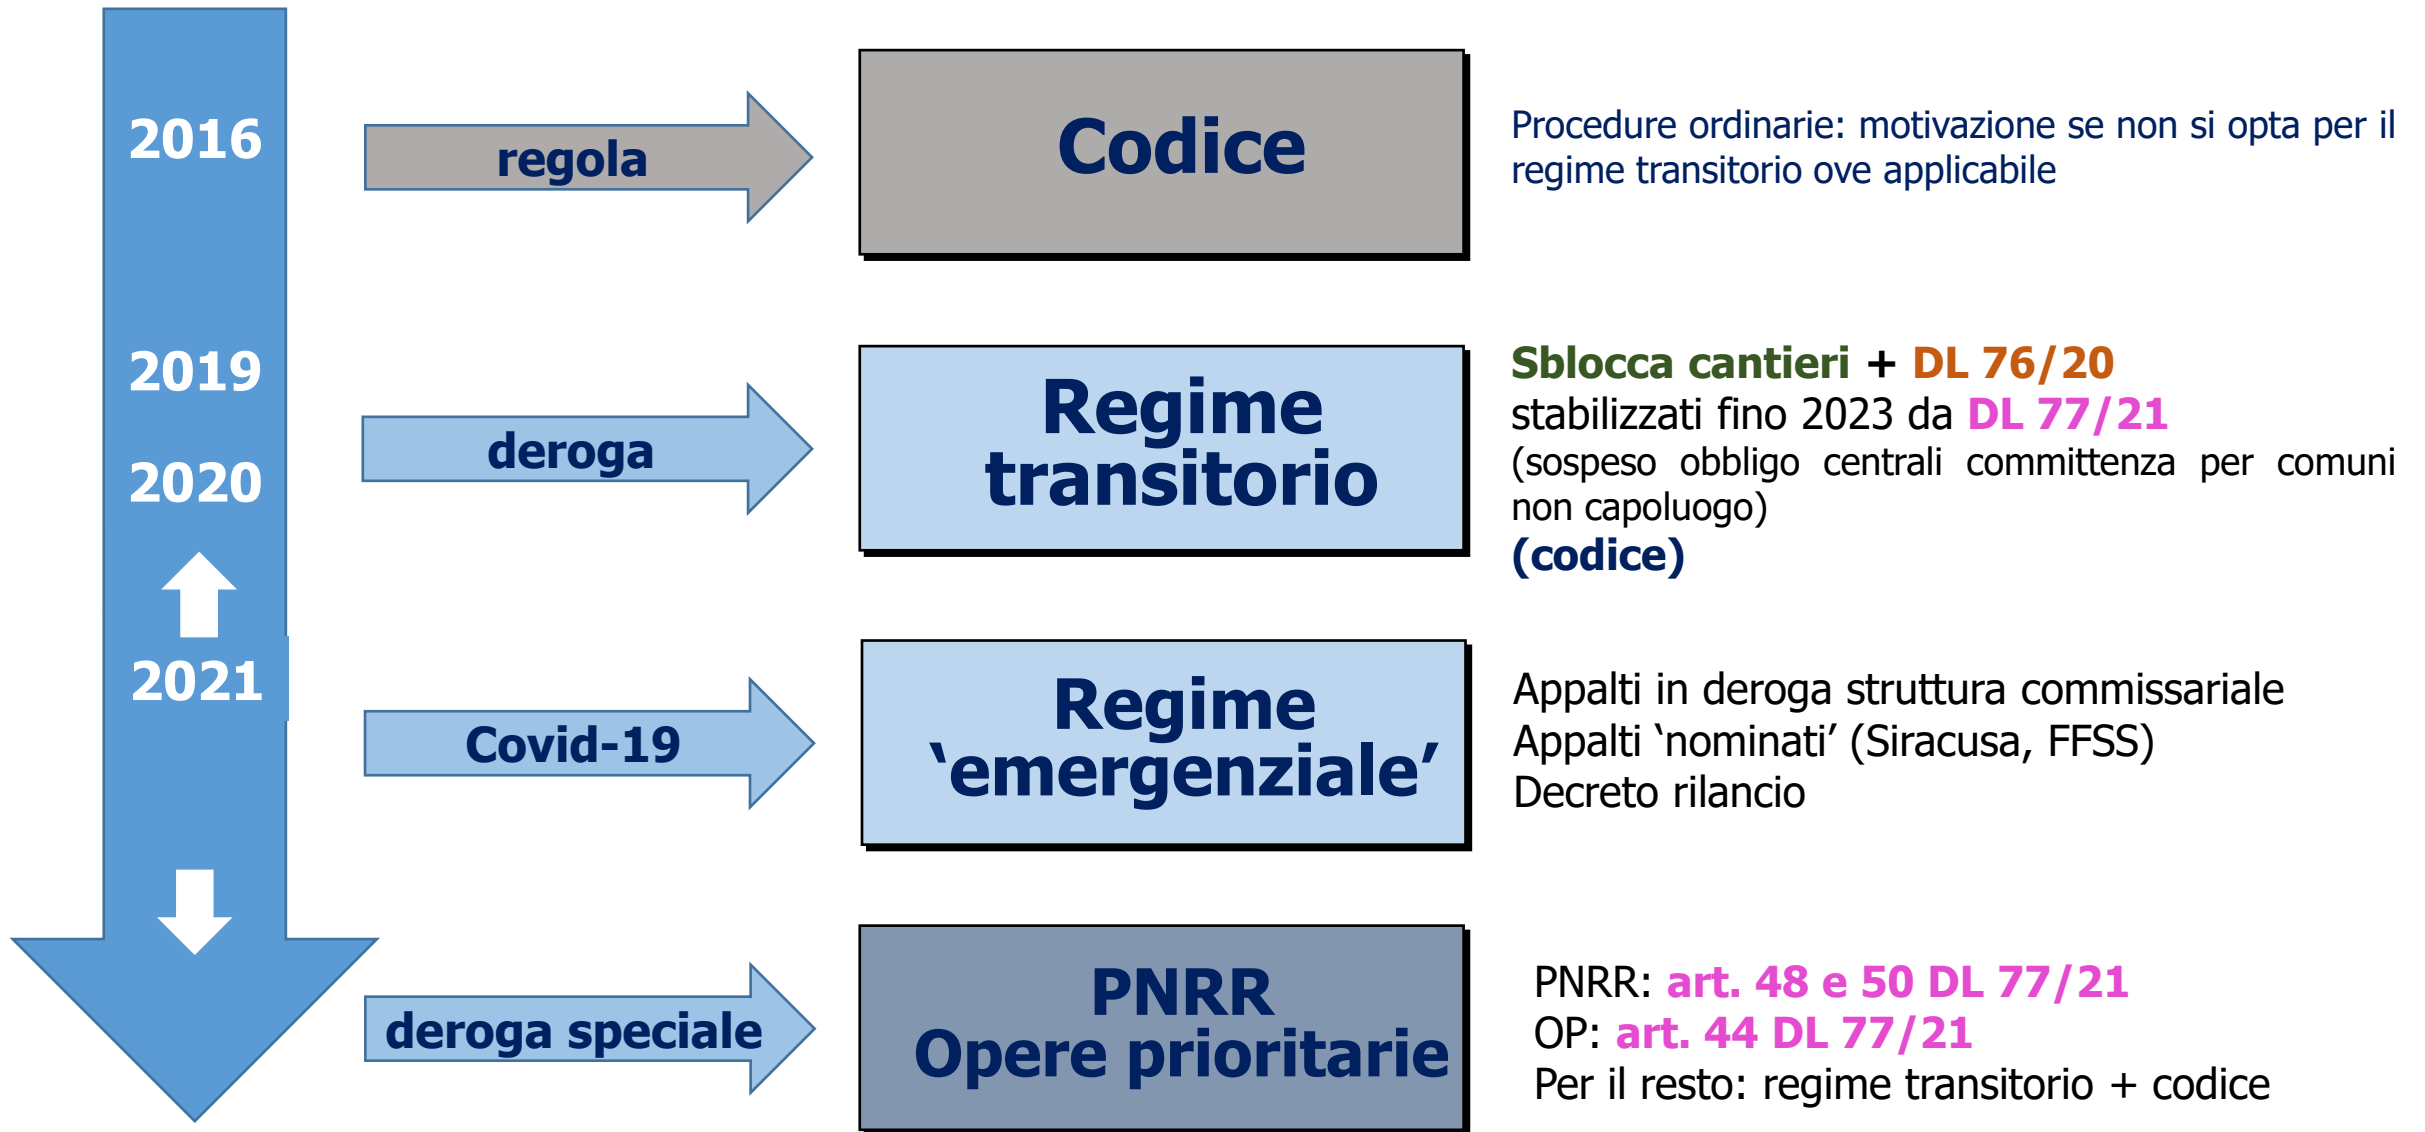 2016
regola
Codice
Procedure ordinarie: motivazione se non si opta per il
regime transitorio ove applicabile
2019
2020
deroga
Regime
transitorio
Sblocca cantieri + DL 76/20
stabilizzati fino 2023 da DL 77/21
(sospeso obbligo centrali committenza per comuni
non capoluogo)
(codice)
2021
Covid-19
Regime
‘emergenziale’
Appalti in deroga struttura commissariale
Appalti ‘nominati’ (Siracusa, FFSS)
Decreto rilancio
deroga speciale
PNRR
Opere prioritarie
PNRR: art. 48 e 50 DL 77/21
OP: art. 44 DL 77/21
Per il resto: regime transitorio + codice